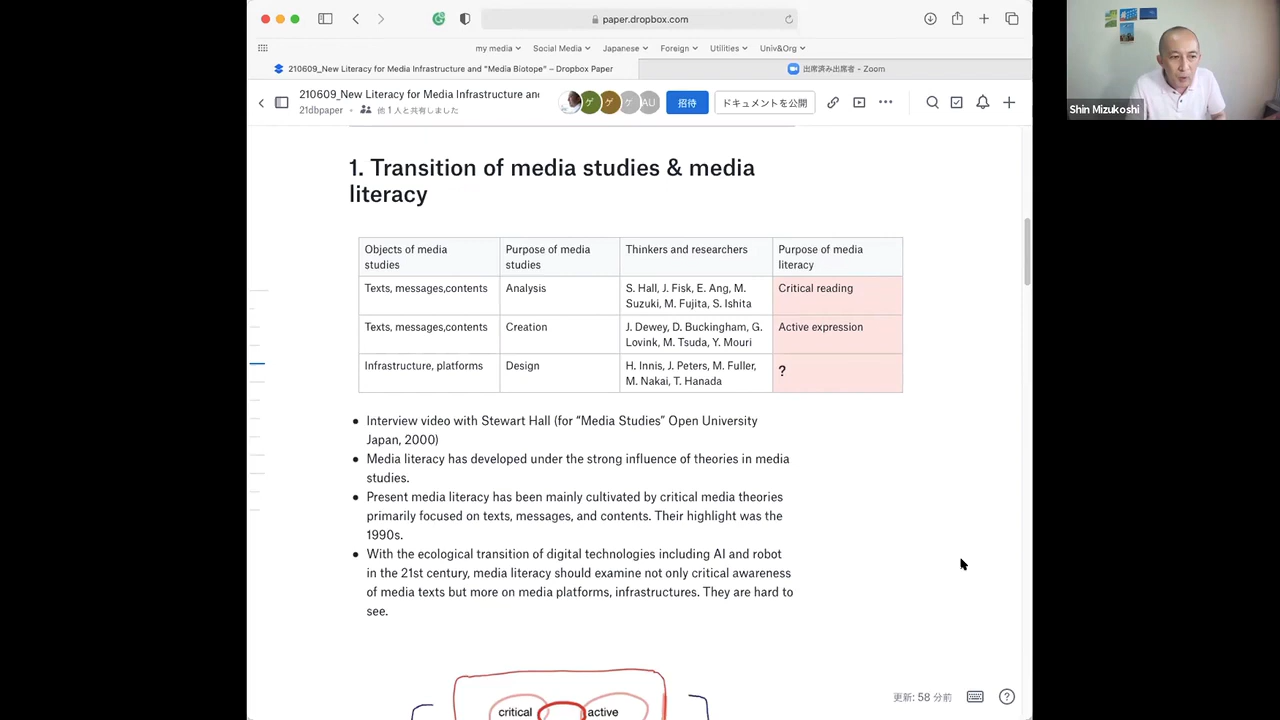 paper.dropbox.com
my media
Social Media
Japanese
Foreign
Utilities
Univ&Org
210609_New Literacy for Media Infrastructure and "Media Biotope" – Dropbox Paper
出席済み出席者 - Zoom
210609_New Literacy for Media Infrastructure and
21dbpaper
他 1 人と共有しました
ゲ
ゲ
ゲ
AU
招待
ドキュメントを公開
Shin Mizukoshi
1. Transition of media studies & media
literacy
Objects of media
studies
Purpose of media
studies
Thinkers and researchers
Purpose of media
literacy
Texts, messages,contents
Analysis
S. Hall, J. Fisk, E. Ang, M.
Suzuki, M. Fujita, S. Ishita
Critical reading
Texts, messages,contents
Creation
J. Dewey, D. Buckingham, G.
Lovink, M. Tsuda, Y. Mouri
Active expression
Infrastructure, platforms
Design
H. Innis, J. Peters, M. Fuller,
M. Nakai, T. Hanada
?
Interview video with Stewart Hall (for “Media Studies” Open University
Japan, 2000)
Media literacy has developed under the strong influence of theories in media
studies.
Present media literacy has been mainly cultivated by critical media theories
primarily focused on texts, messages, and contents. Their highlight was the
1990s.
With the ecological transition of digital technologies including AI and robot
in the 21st century, media literacy should examine not only critical awareness
of media texts but more on media platforms, infrastructures. They are hard to
see.
critical
active
更新: 58 分前